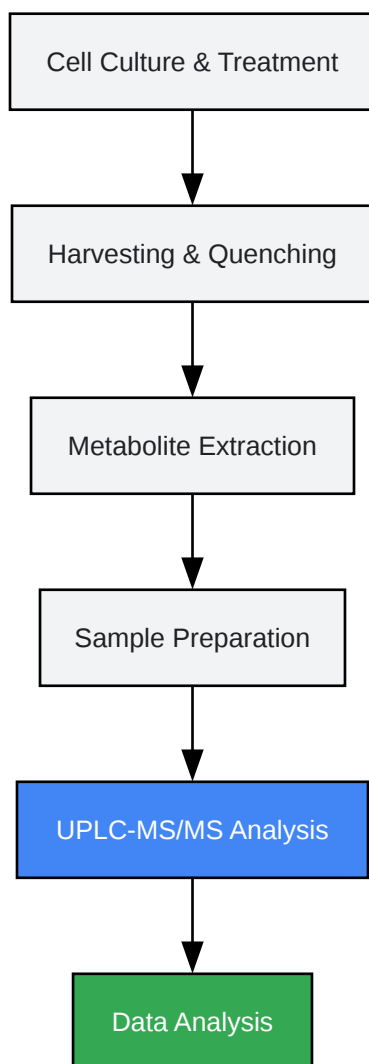 Cell Culture & Treatment
Harvesting & Quenching
Metabolite Extraction
Sample Preparation
UPLC-MS/MS Analysis
Data Analysis